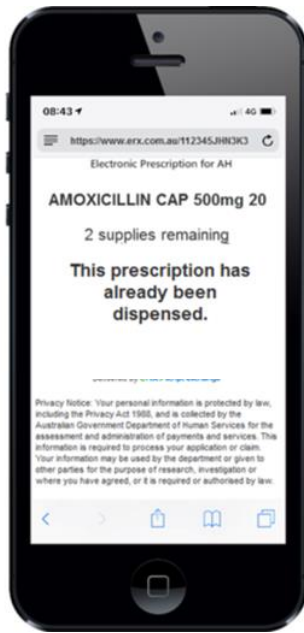 08:43
4G
https://www.erx.com.au/112345JHN3K3
Electronic Prescription for AH
AMOXICILLIN CAP 500mg 20
2 supplies remaining
This prescription has
already been
dispensed.
Privacy Notice: Your personal information is protected by law,
including the Privacy Act 1988, and is collected by the
Australian Government Department of Human Services for the
assessment and administration of payments and services. This
information is required to process your application or claim.
Your information may be used by the department or given to
other parties for the purpose of research, investigation or
where you have agreed, or it is required or authorised by law.